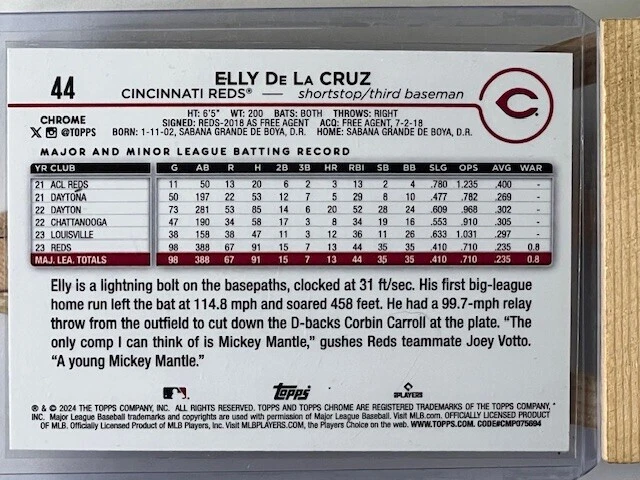 44
ELLY DE LA CRUZ
CINCINNATI REDS® — shortstop/third baseman
CHROME
@TOPPS
HT: 6'5" WT: 200 BATS: BOTH THROWS: RIGHT
SIGNED: REDS-2018 AS FREE AGENT ACQ: FREE AGENT, 7-2-18
BORN: 1-11-02, SABANA GRANDE DE BOYA, D.R. HOME: SABANA GRANDE DE BOYA, D.R.
MAJOR AND MINOR LEAGUE BATTING RECORD
YR CLUB G AB R H 2B 3B HR RBI SB BB SLG OPS AVG WAR
21 ACL REDS 11 50 13 20 6 2 3 13 2 4 .780 1.235 .400 -
21 DAYTONA 50 197 22 53 12 7 5 29 8 10 .477 .782 .269 -
22 DAYTON 73 281 53 85 14 6 20 52 28 24 .609 .968 .302 -
22 CHATTANOOGA 47 190 34 58 17 3 8 34 19 16 .553 .910 .305 -
23 LOUISVILLE 38 158 38 47 11 3 12 36 11 26 .633 1.031 .297 -
23 REDS 98 388 67 91 15 7 13 44 35 35 .410 .710 .235 0.8
MAJ. LEA. TOTALS 98 388 67 91 15 7 13 44 35 35 .410 .710 .235 0.8
Elly is a lightning bolt on the basepaths, clocked at 31 ft/sec. His first big-league
home run left the bat at 114.8 mph and soared 458 feet. He had a 99.7-mph relay
throw from the outfield to cut down the D-backs Corbin Carroll at the plate. "The
only comp I can think of is Mickey Mantle," gushes Reds teammate Joey Votto.
"A young Mickey Mantle."
Topps
PLAYERS
® & © 2024 THE TOPPS COMPANY, INC. ALL RIGHTS RESERVED. TOPPS AND TOPPS CHROME ARE REGISTERED TRADEMARKS OF THE TOPPS COMPANY,
INC. Major League Baseball trademarks and copyrights are used with permission of Major League Baseball. Visit MLB.com. OFFICIALLY LICENSED PRODUCT
OF MLB. Officially Licensed Product of MLB Players, Inc. Visit MLBPLAYERS.COM, the Players Choice on the web. WWW.TOPPS.COM. CODE#CMP075694